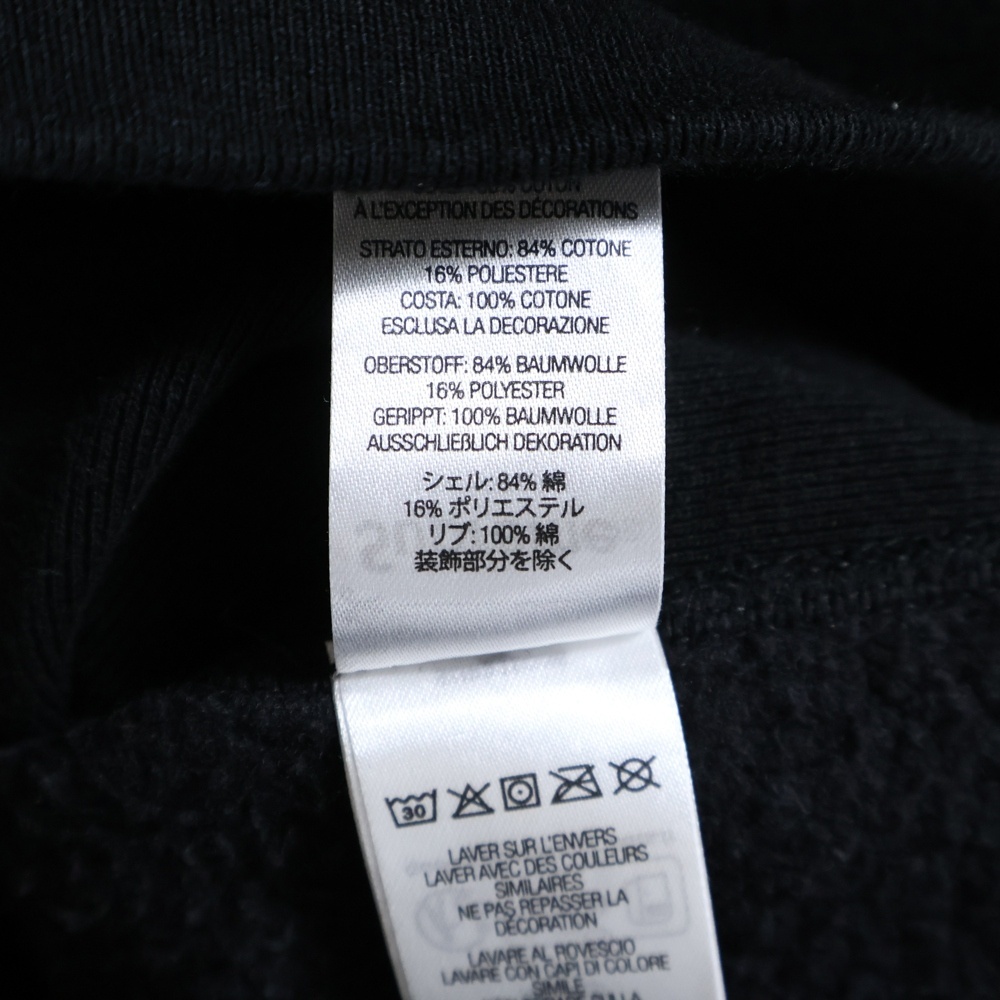 COTON
À L'EXCEPTION DES DÉCORATIONS
STRATO ESTERNO: 84% COTONE
16% POLIESTERE
COSTA: 100% COTONE
ESCLUSA LA DECORAZIONE
OBERSTOFF: 84% BAUMWOLLE
16% POLYESTER
GERIPPT: 100% BAUMWOLLE
AUSSCHLIEßLICH DEKORATION
シェル: 84% 綿
16% ポリエステル
リブ: 100% 綿
装飾部分を除く
30
LAVER SUR L'ENVERS
LAVER AVEC DES COULEURS
SIMILAIRES
NE PAS REPASSER LA
DÉCORATION
LAVARE AL ROVESCIO
LAVARE CON CAPI DI COLORE
SIMILE